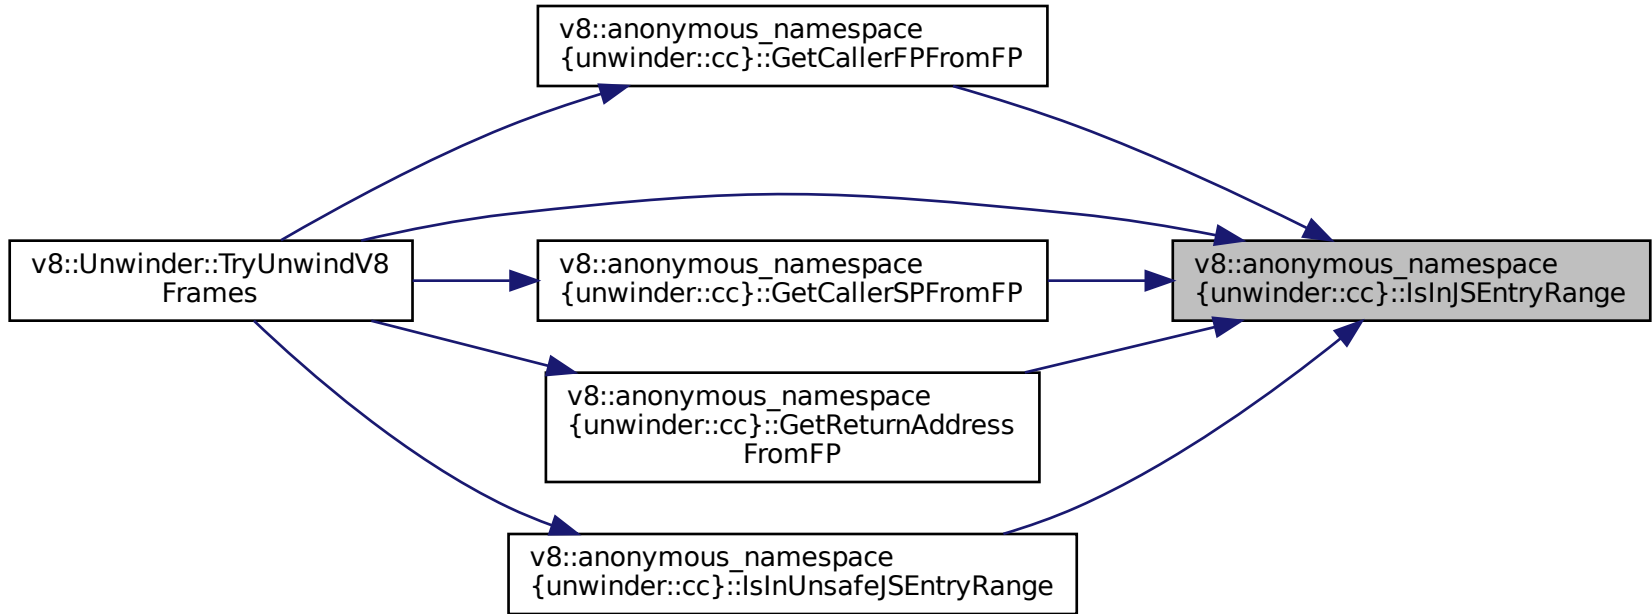 v8::anonymous_namespace
{unwinder::cc}::GetCallerFPFromFP
v8::Unwinder::TryUnwindV8
Frames
v8::anonymous_namespace
{unwinder::cc}::GetCallerSPFromFP
v8::anonymous_namespace
{unwinder::cc}::IsInJSEntryRange
v8::anonymous_namespace
{unwinder::cc}::GetReturnAddress
FromFP
v8::anonymous_namespace
{unwinder::cc}::IsInUnsafeJSEntryRange